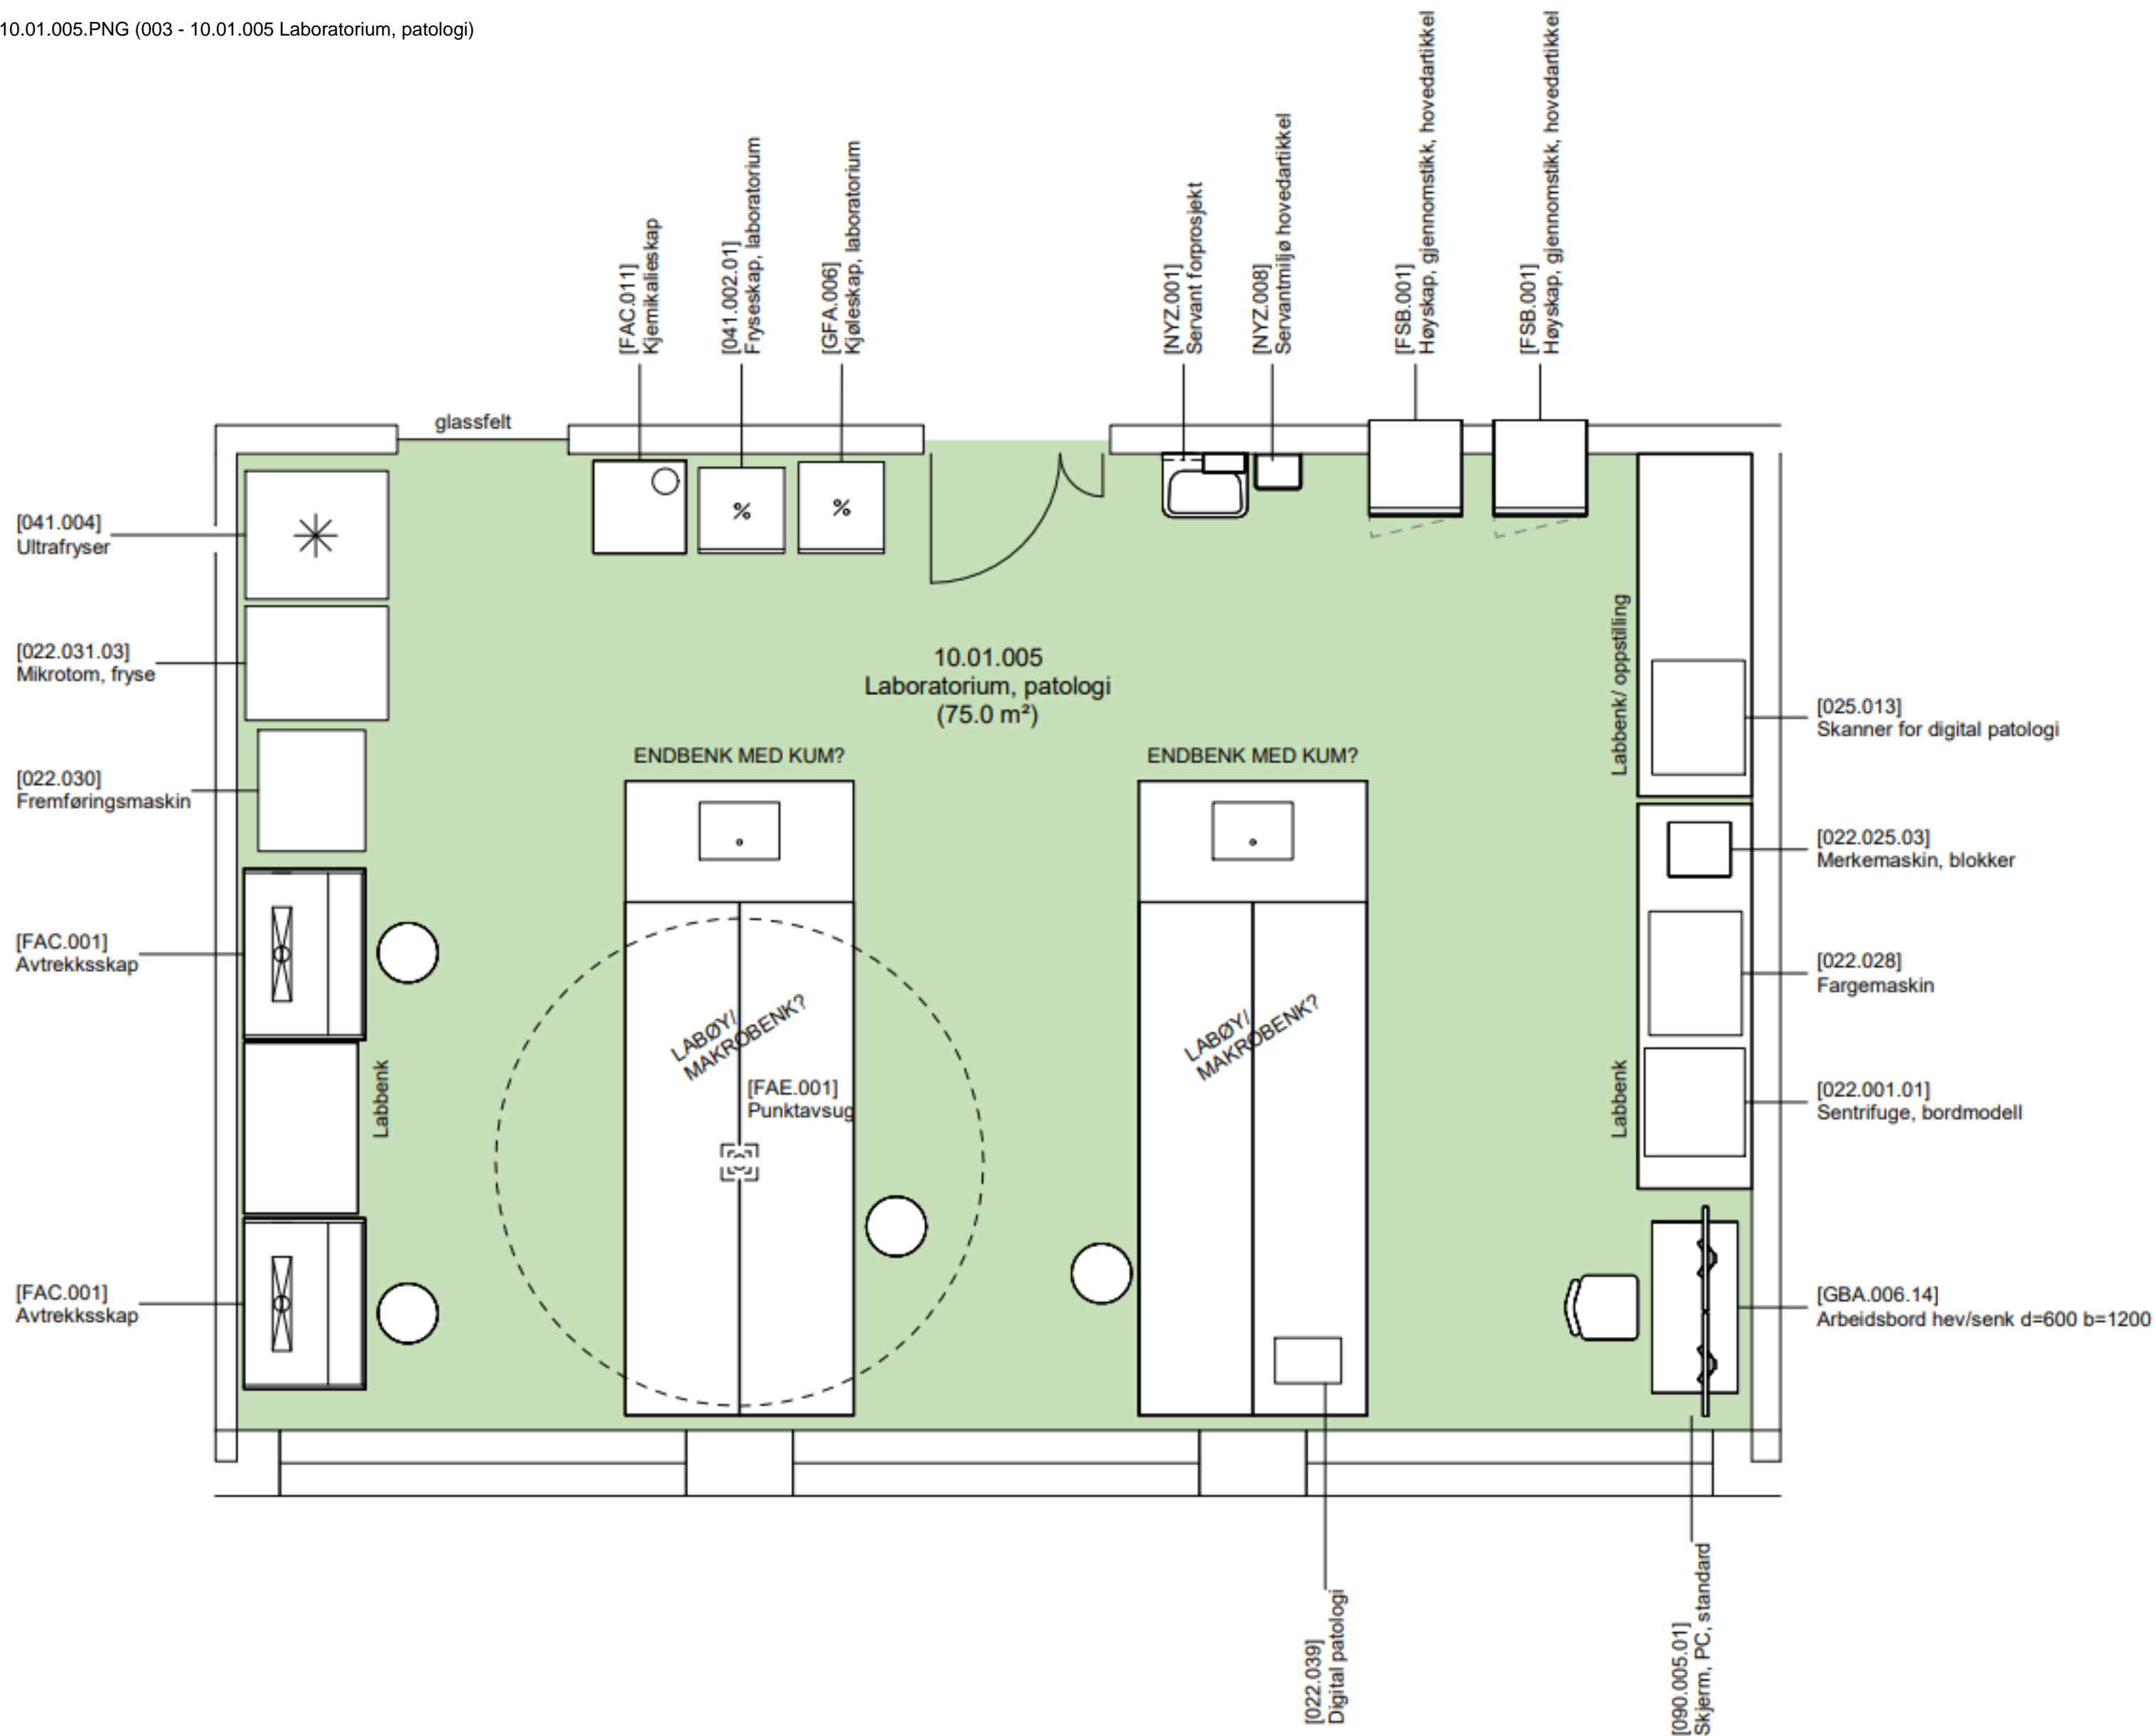 10.01.005.PNG (003 - 10.01.005 Laboratorium, patologi)
[FAC.011]
Kjemikalieskap
[041.002.01]
Fryseskap, laboratorium
[GFA.006]
Kjøleskap, laboratorium
[NYZ.001]
Servant forprosjekt
[NYZ.008]
Servantmiljø hovedartikkel
[FSB.001]
Høyskap, gjennomstikk, hovedartikkel
[FSB.001]
Høyskap, gjennomstikk, hovedartikkel
glassfelt
[041.004]
Ultrafryser
[022.031.03]
Mikrotom, fryse
[022.030]
Fremføringsmaskin
[FAC.001]
Avtrekksskap
Labbenk
[FAC.001]
Avtrekksskap
10.01.005
Laboratorium, patologi
(75.0 m²)
ENDBENK MED KUM?
LABØY/
MAKROBENK?
[FAE.001]
Punktavsug
ENDBENK MED KUM?
LABØY/
MAKROBENK?
Labbenk/ oppstilling
Labbenk
[025.013]
Skanner for digital patologi
[022.025.03]
Merkemaskin, blokker
[022.028]
Fargemaskin
[022.001.01]
Sentrifuge, bordmodell
[GBA.006.14]
Arbeidsbord hev/senk d=600 b=1200
[022.039]
Digital patologi
[090.005.01]
Skjerm, PC, standard